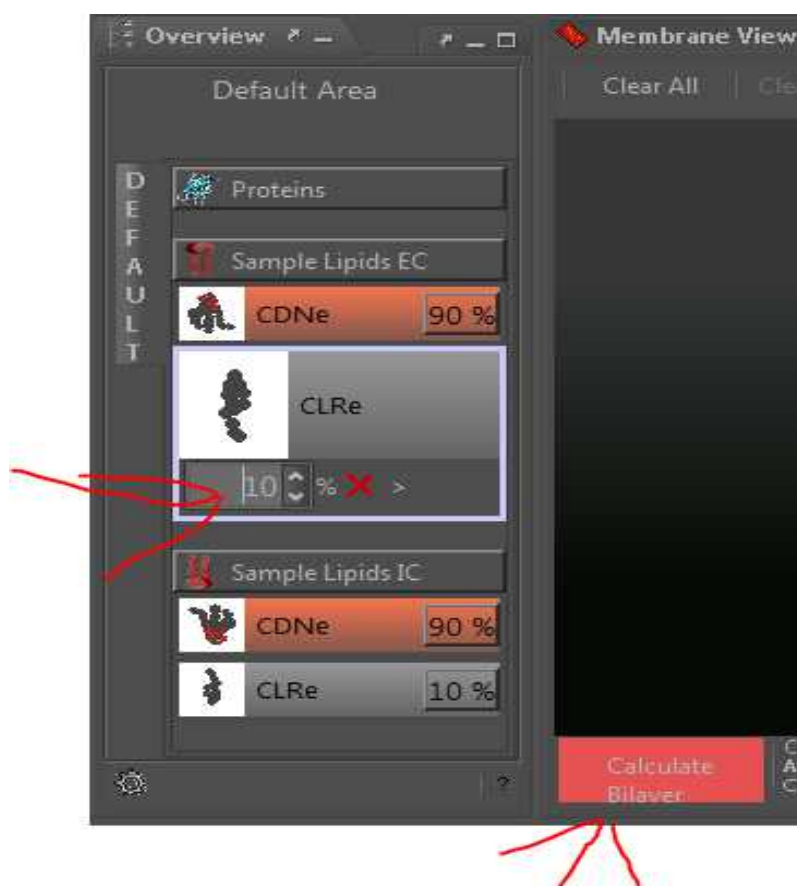 Overview
Membrane View
Default Area
Clear All
DEFAULT
Proteins
Sample Lipids EC
CDNe 90 %
CLRe
10 % >
Sample Lipids IC
CDNe 90 %
CLRe 10 %
Calculate
Bilayer
?